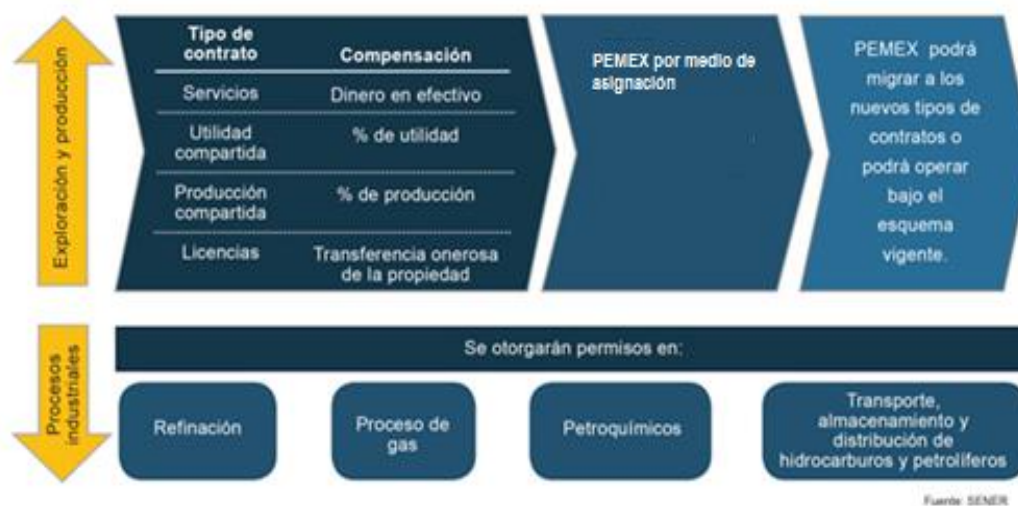 Exploración y producción
Tipo de
contrato
Compensación
Servicios
Dinero en efectivo
Utilidad
compartida
% de utilidad
Producción
compartida
% de producción
Licencias
Transferencia onerosa
de la propiedad
PEMEX por medio de
asignación
PEMEX podrá
migrar a los
nuevos tipos de
contratos o
podrá operar
bajo el
esquema
vigente.
Procesos
industriales
Se otorgarán permisos en:
Refinación
Proceso de
gas
Petroquímicos
Transporte,
almacenamiento y
distribución de
hidrocarburos y petrolíferos
Fuente: SENER